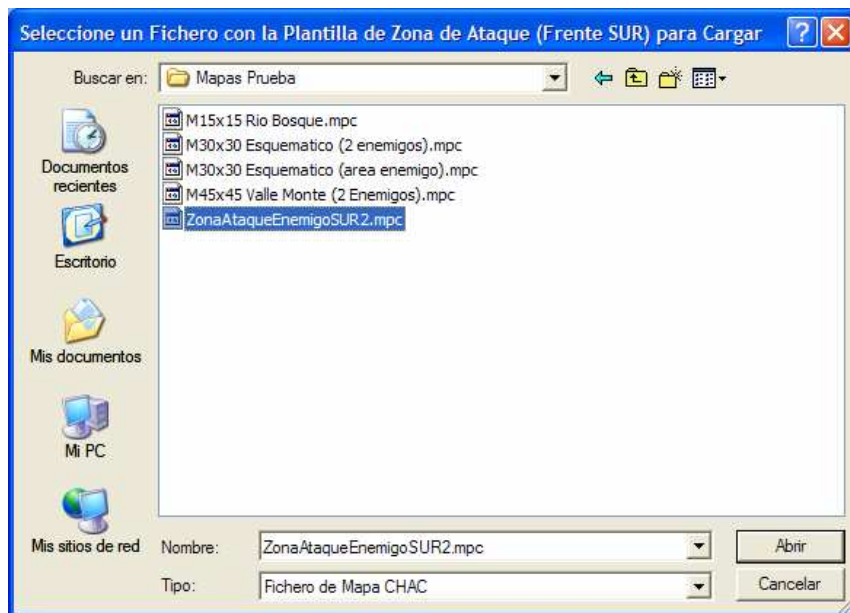 Seleccione un Fichero con la Plantilla de Zona de Ataque (Frente SUR) para Cargar
Buscar en: Mapas Prueba
Documentos
recientes
Escritorio
Mis documentos
Mi PC
Mis sitios de red
M15x15 Rio Bosque.mpc
M30x30 Esquematico (2 enemigos).mpc
M30x30 Esquematico (area enemigo).mpc
M45x45 Valle Monte (2 Enemigos).mpc
ZonaAtaqueEnemigoSUR2.mpc
Nombre: ZonaAtaqueEnemigoSUR2.mpc Abrir
Tipo: Fichero de Mapa CHAC Cancelar